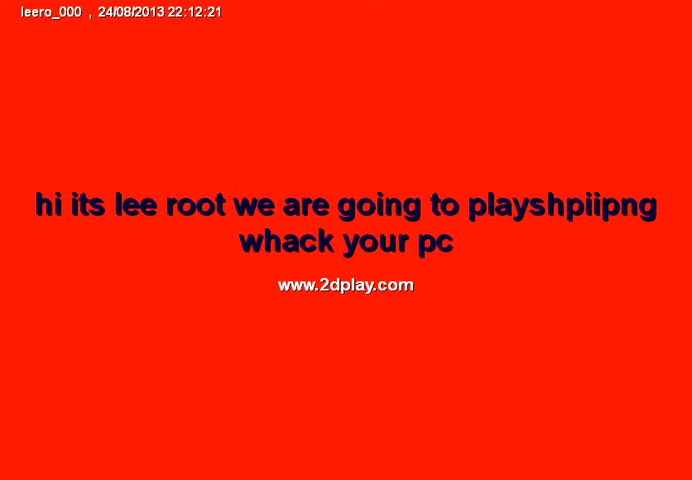 leero_000 , 24/08/2013 22:12:21
hi its lee root we are going to playshpiipng
whack your pc
www.2dplay.com